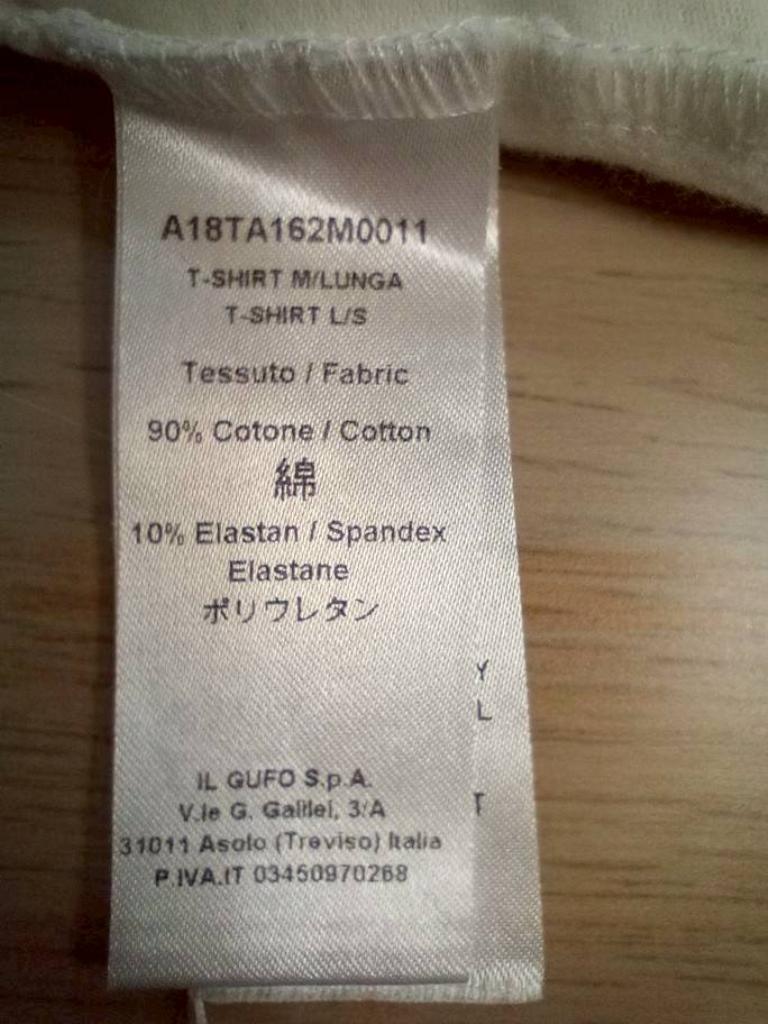 A18TA162M0011
T-SHIRT M/LUNGA
T-SHIRT L/S
Tessuto / Fabric
90% Cotone / Cotton
綿
10% Elastan / Spandex
Elastane
ポリウレタン
IL GUFO S.p.A.
V.le G. Galilei, 3/A
31011 Asolo (Treviso) Italia
P.IVA.IT 03450970268
Y
L
T